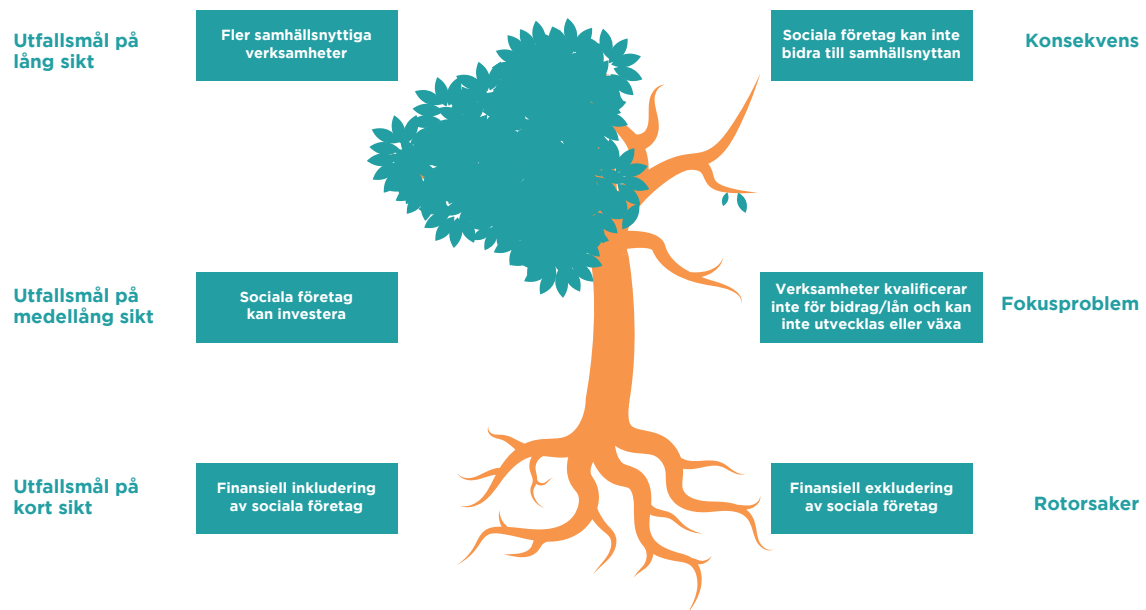 Utfallsmål på
lång sikt
Fler samhällsnyttiga
verksamheter
Sociala företag kan inte
bidra till samhällsnyttan
Konsekvens
Utfallsmål på
medellång sikt
Sociala företag
kan investera
Verksamheter kvalificerar
inte för bidrag/lån och kan
inte utvecklas eller växa
Fokusproblem
Utfallsmål på
kort sikt
Finansiell inkludering
av sociala företag
Finansiell exkludering
av sociala företag
Rotorsaker